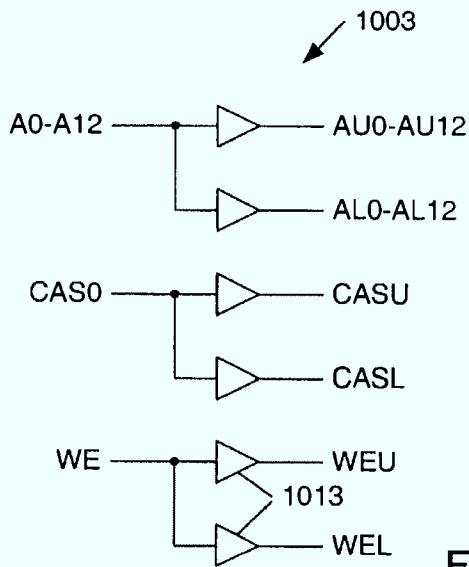 1003
A0-A12
AU0-AU12
AL0-AL12
CAS0
CASU
CASL
WE
WEU
1013
WEL